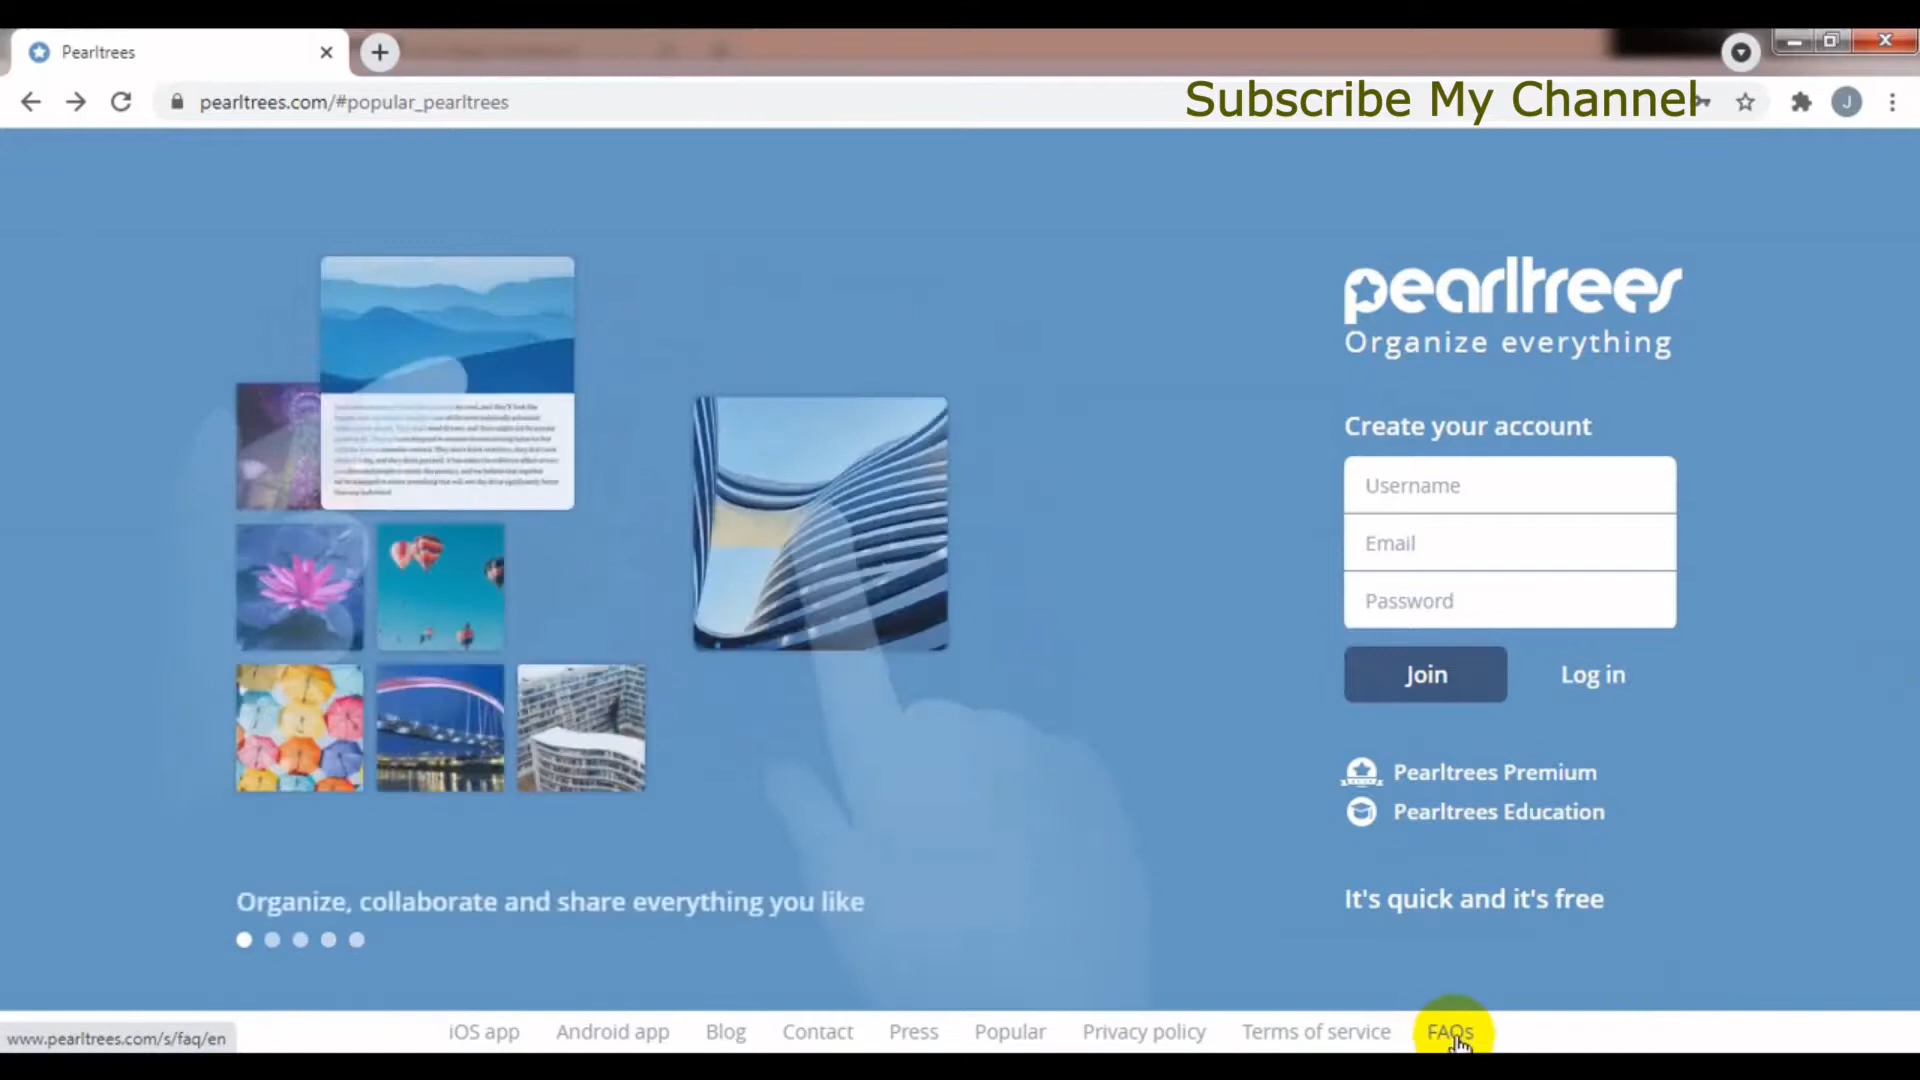 Pearltrees
pearltrees.com/#popular_pearltrees
Subscribe My Channel
J
pearltrees
Organize everything
Create your account
Username
Email
Password
Join
Log in
Pearltrees Premium
Pearltrees Education
Organize, collaborate and share everything you like
It's quick and it's free
www.pearltrees.com/s/faq/en
iOS app
Android app
Blog
Contact
Press
Popular
Privacy policy
Terms of service
FAQs